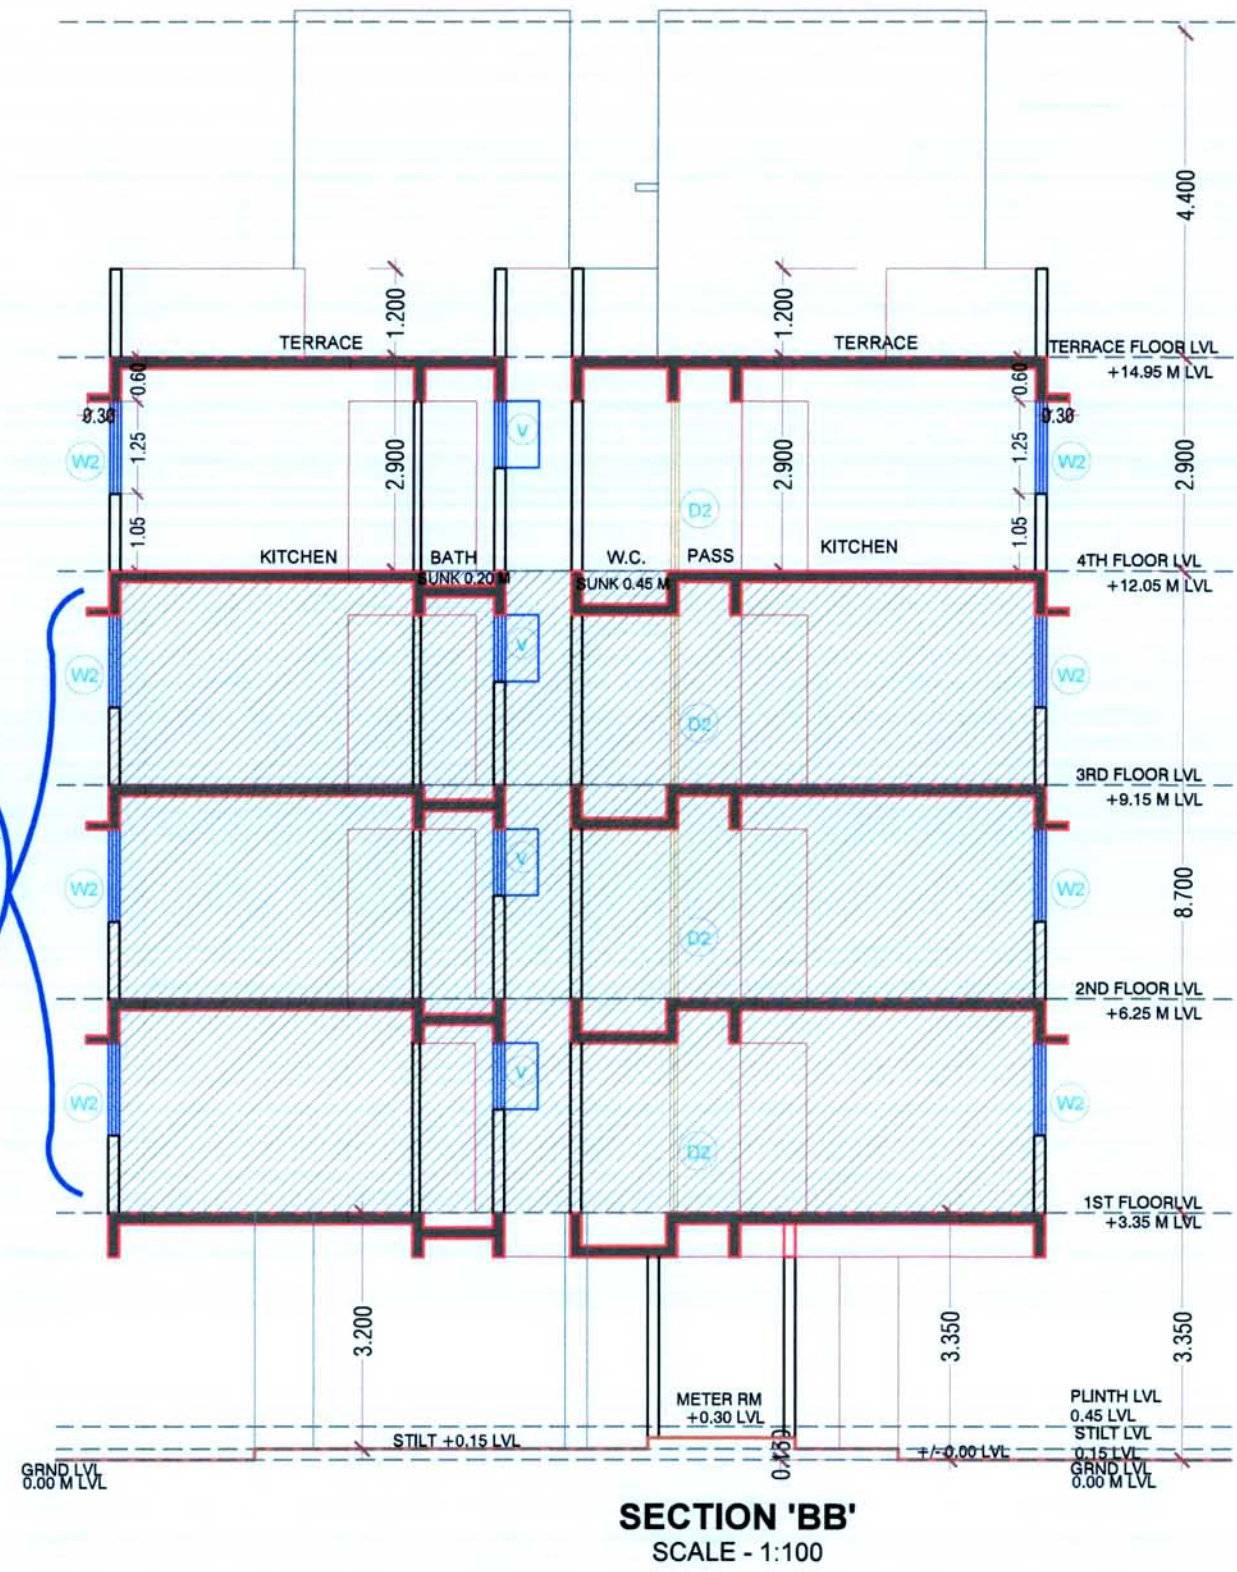 4.400
1.200
1.200
TERRACE
TERRACE
TERRACE FLOOR LVL
+14.95 M LVL
0.60
0.60
0.30
0.30
V
1.25
1.25
W2
W2
2.900
2.900
2.900
D2
1.05
1.05
KITCHEN
BATH
W.C.
PASS
KITCHEN
4TH FLOOR LVL
SUNK 0.20 M
SUNK 0.45 M
+12.05 M LVL
V
W2
W2
D2
3RD FLOOR LVL
+9.15 M LVL
V
W2
W2
8.700
D2
2ND FLOOR LVL
+6.25 M LVL
V
W2
W2
D2
1ST FLOORLVL
+3.35 M LVL
3.200
3.350
3.350
METER RM
+0.30 LVL
PLINTH LVL
0.45 LVL
STILT LVL
STILT +0.15 LVL
+/-0.00 LVL
0.15 LVL
GRND LVL
0.00 M LVL
GRND LVL
0.00 M LVL
SECTION 'BB'
SCALE - 1:100